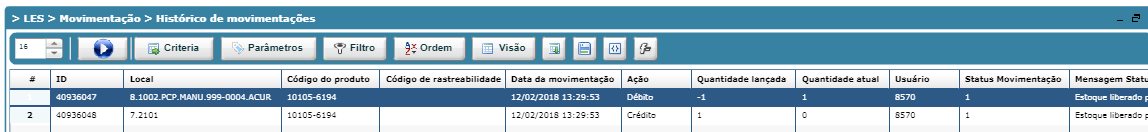 > LES > Movimentação > Histórico de movimentações
16 Criteria Parâmetros Filtro Ordem Visão
# ID Local Código do produto Código de rastreabilidade Data da movimentação Ação Quantidade lançada Quantidade atual Usuário Status Movimentação Mensagem Statu
40936047 8.1002.PCP.MANU.999-0004.ACUR 10105-6194 12/02/2018 13:29:53 Débito -1 1 8570 1 Estoque liberado p
2 40936048 7.2101 10105-6194 12/02/2018 13:29:53 Crédito 1 0 8570 1 Estoque liberado